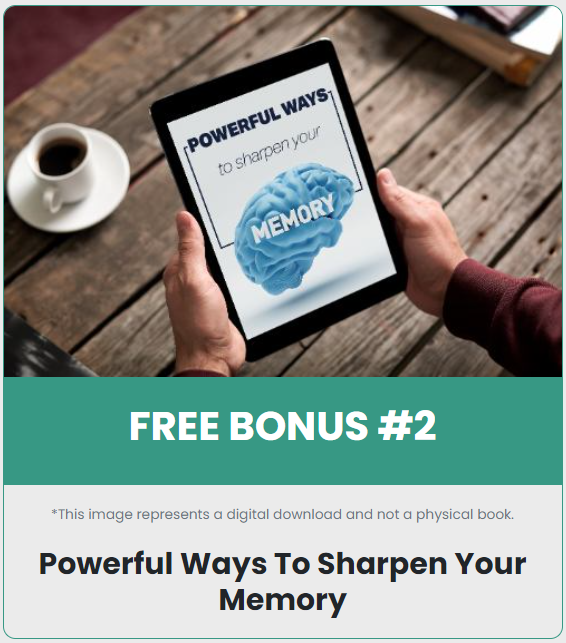 POWERFUL WAYS
to sharpen your
MEMORY
FREE BONUS #2
*This image represents a digital download and not a physical book.
Powerful Ways To Sharpen Your
Memory